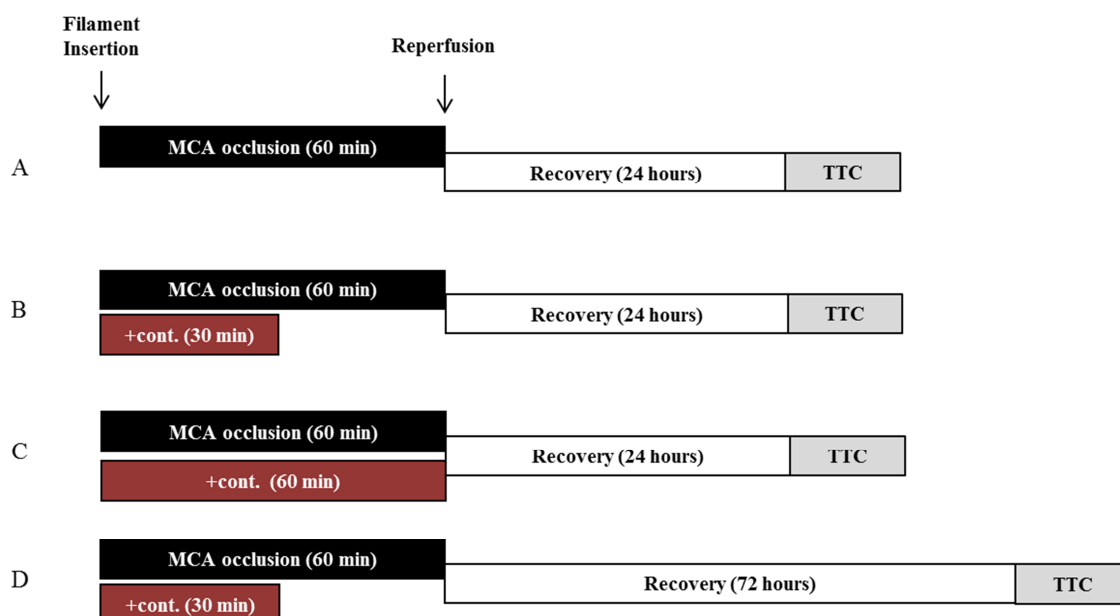 Filament
Insertion
Reperfusion
A
MCA occlusion (60 min)
Recovery (24 hours)
TTC
B
MCA occlusion (60 min)
+cont. (30 min)
Recovery (24 hours)
TTC
C
MCA occlusion (60 min)
+cont. (60 min)
Recovery (24 hours)
TTC
D
MCA occlusion (60 min)
+cont. (30 min)
Recovery (72 hours)
TTC